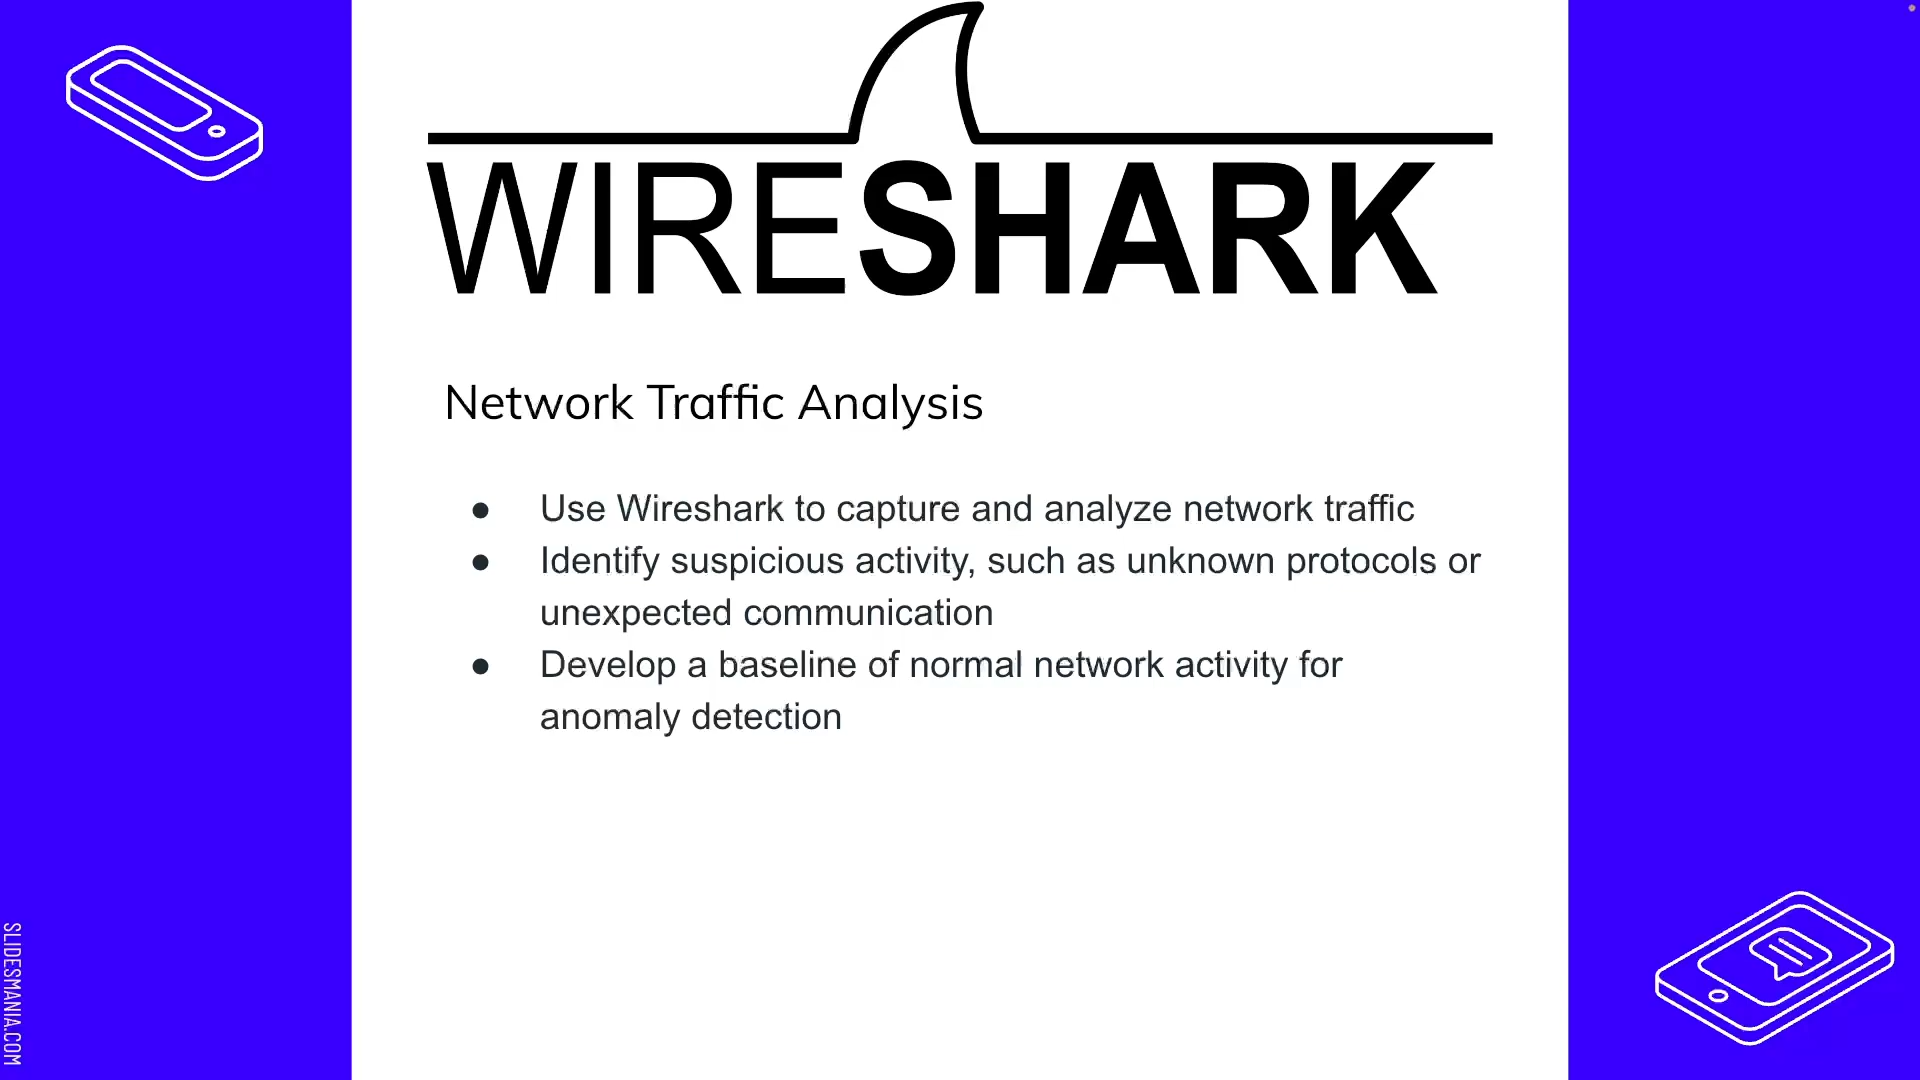 WIRESHARK
Network Traffic Analysis
● Use Wireshark to capture and analyze network traffic
● Identify suspicious activity, such as unknown protocols or
unexpected communication
● Develop a baseline of normal network activity for
anomaly detection
SLIDESMANIA.COM